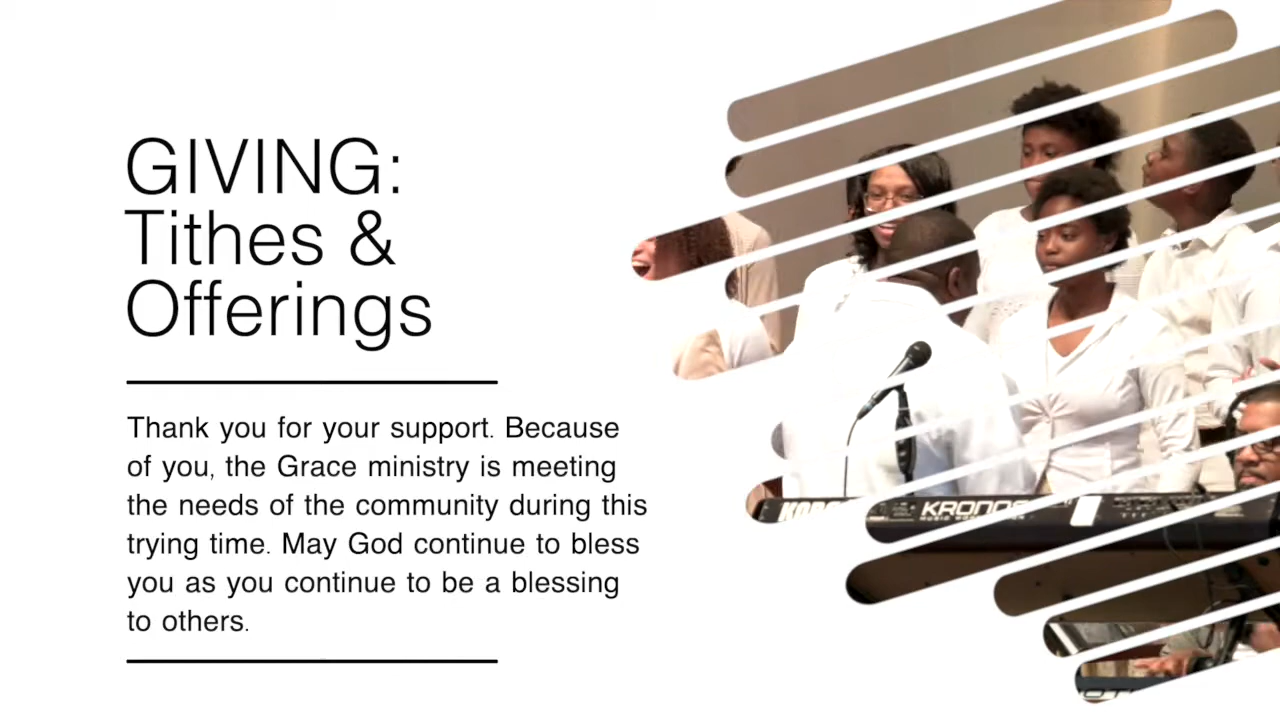 GIVING:
Tithes &
Offerings
Thank you for your support. Because
of you, the Grace ministry is meeting
the needs of the community during this
trying time. May God continue to bless
you as you continue to be a blessing
to others.
KORG
KRONOS